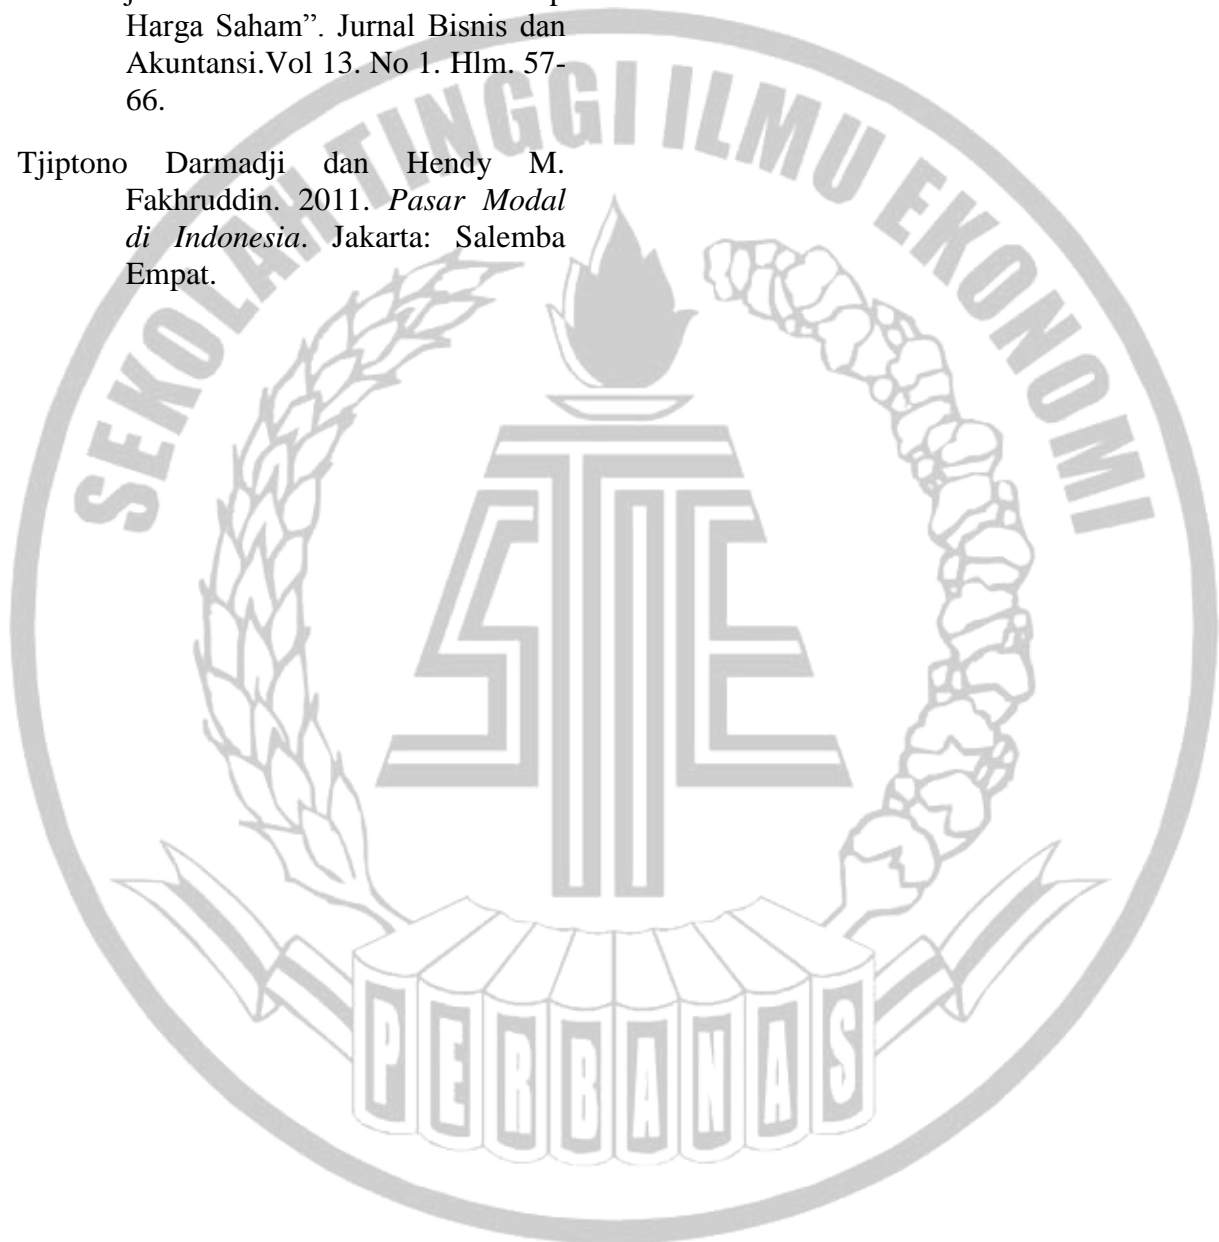 Harga Saham”. Jurnal Bisnis dan
Akuntansi.Vol 13. No 1. Hlm. 57-
66.
Tjiptono Darmadji dan Hendy M.
Fakhruddin. 2011. Pasar Modal
di Indonesia. Jakarta: Salemba
Empat.
SEKOLAH TINGGI ILMU EKONOMI
STIE
PERBANAS